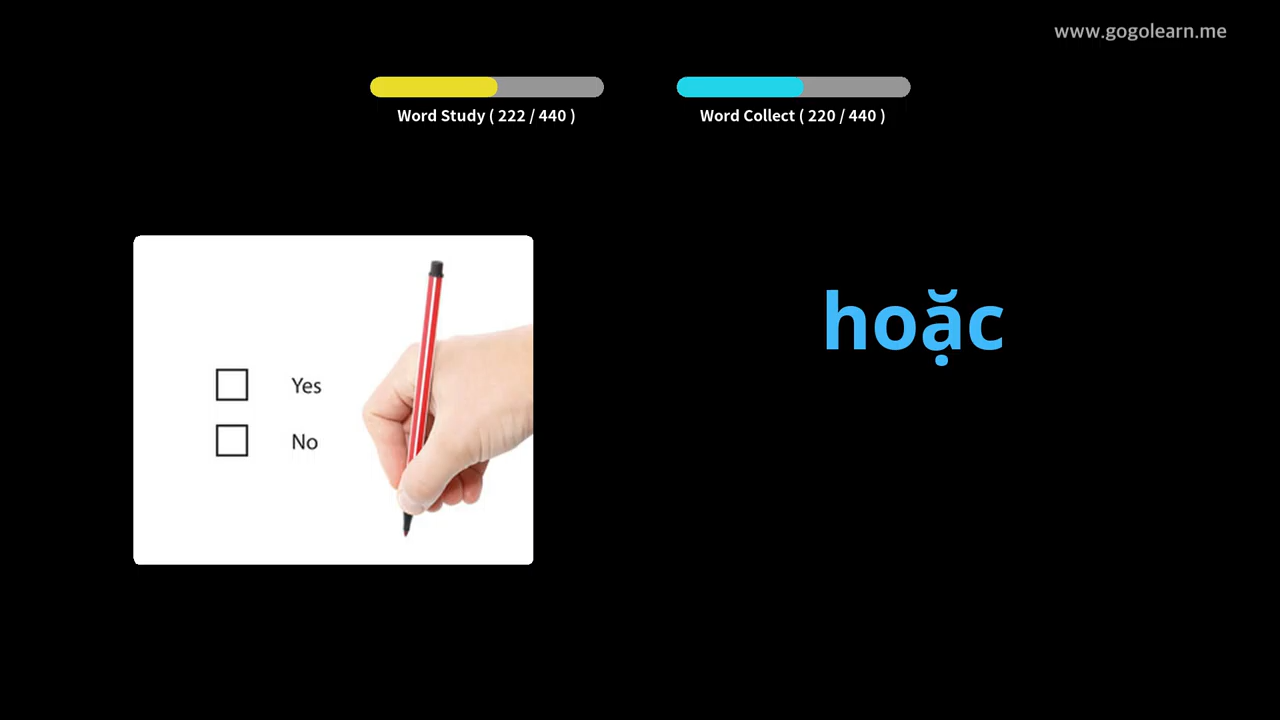 www.gogolearn.me
Word Study ( 222 / 440 )
Word Collect ( 220 / 440 )
hoặc
Yes
No